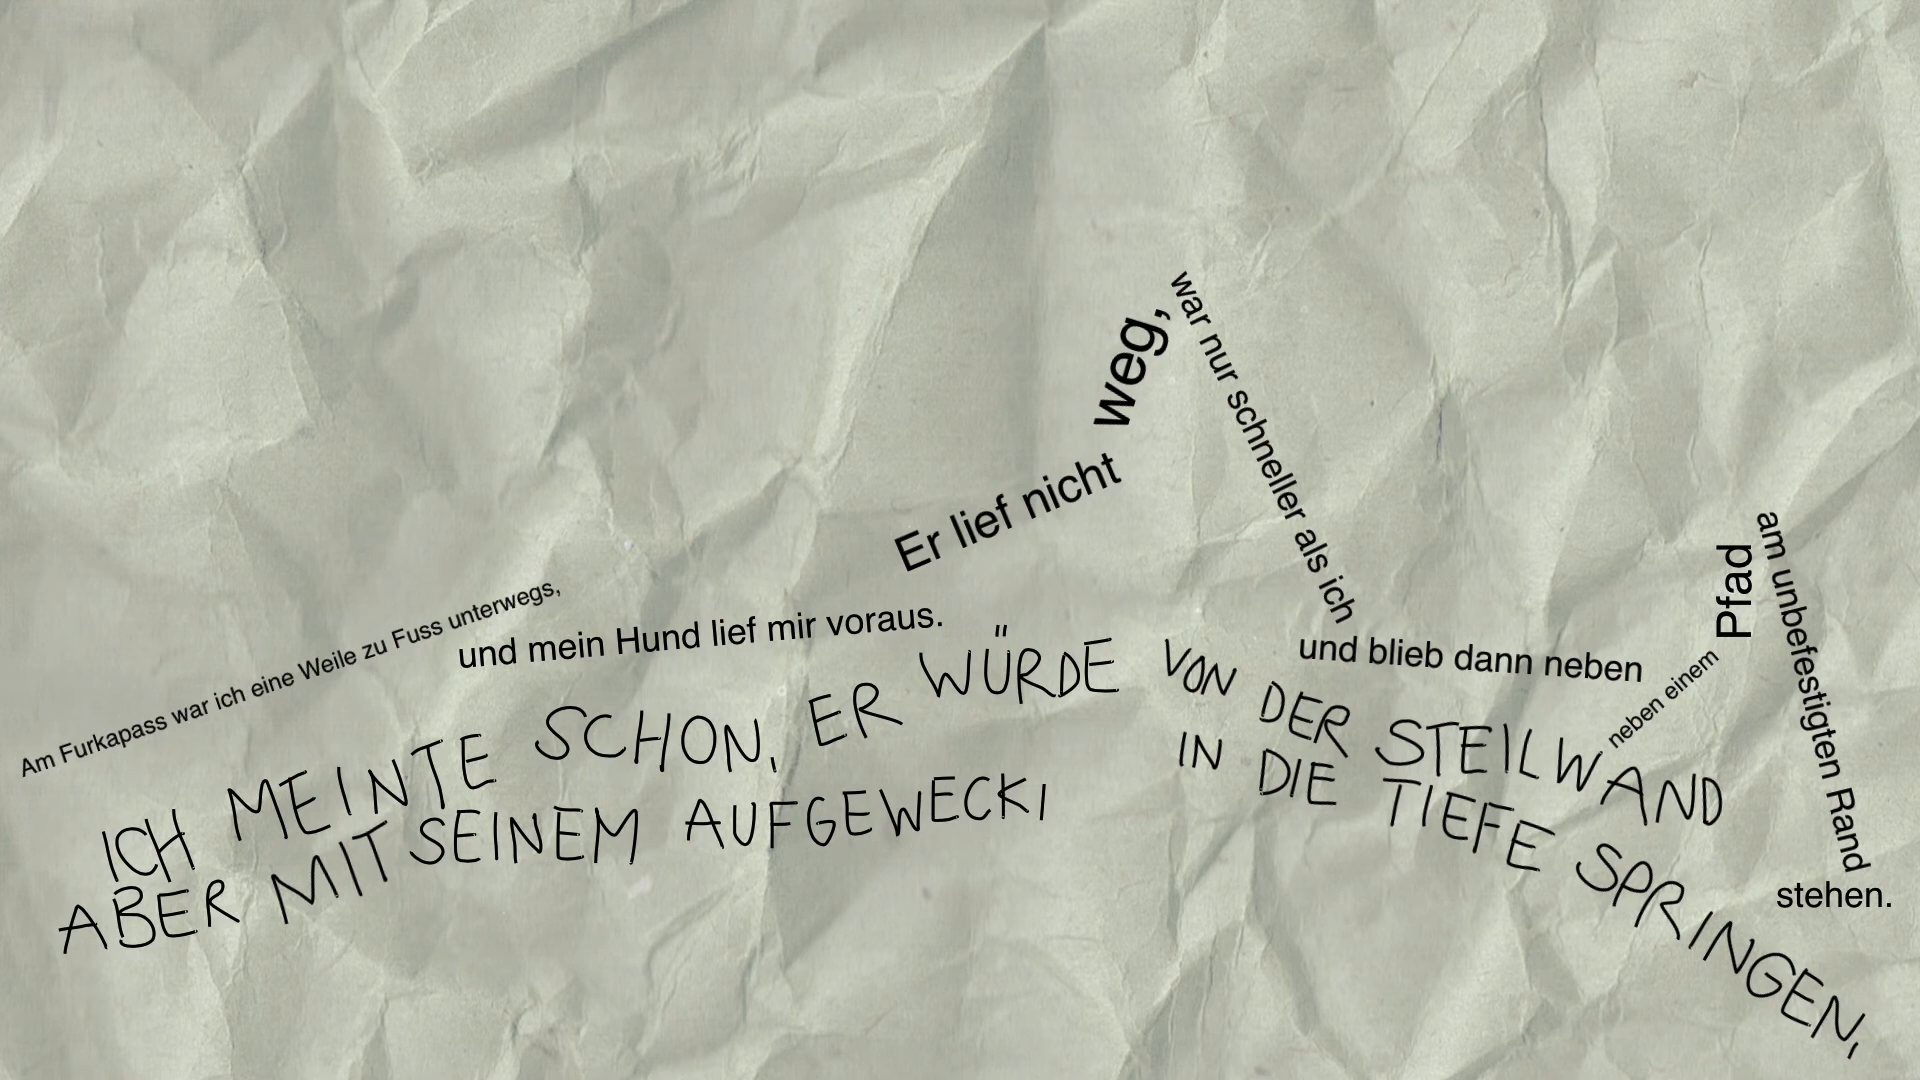 Am Furkapass war ich eine Weile zu Fuss unterwegs,
und mein Hund lief mir voraus.
Er lief nicht
weg,
war nur schneller als ich
und blieb dann neben
neben einem
Pfad
am unbefestigten Rand
stehen.
ICH MEINTE SCHON, ER WÜRDE VON DER STEILWAND
IN DIE TIEFE SPRINGEN,
ABER MIT SEINEM AUFGEWECKI